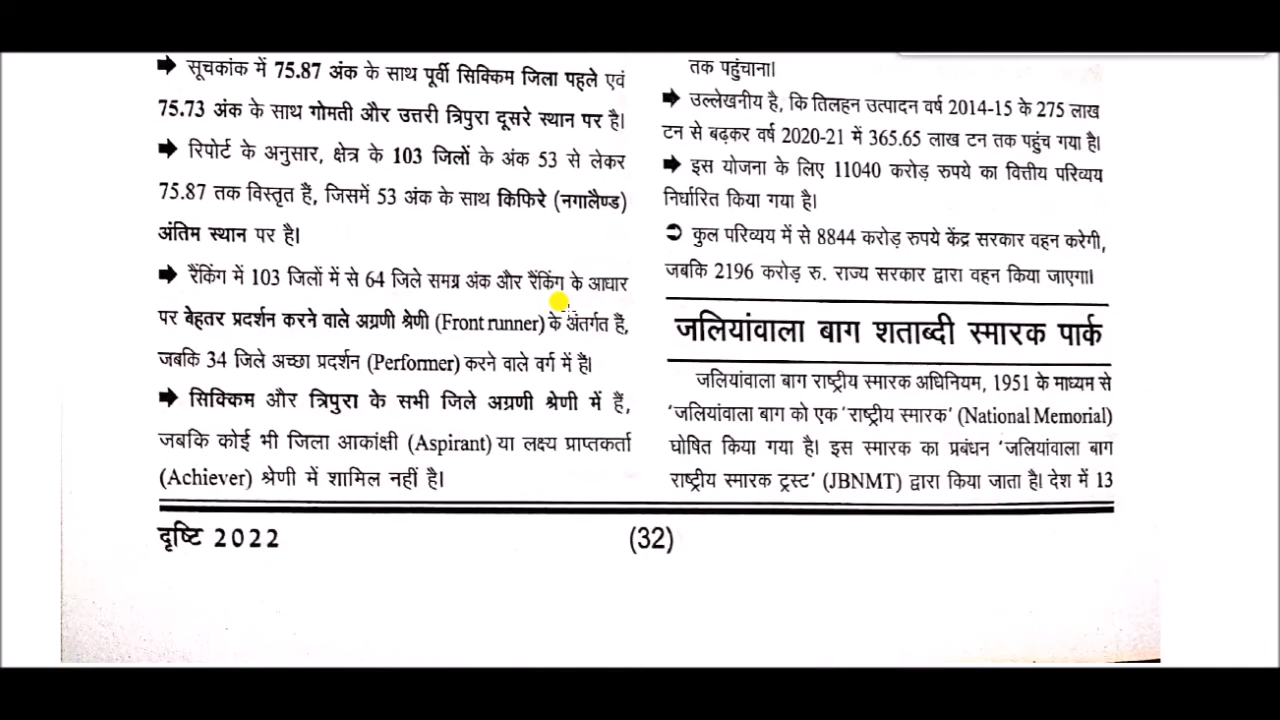 ➡ सूचकांक में 75.87 अंक के साथ पूर्वी सिक्किम जिला पहले एवं
75.73 अंक के साथ गोमती और उत्तरी त्रिपुरा दूसरे स्थान पर है।
➡ रिपोर्ट के अनुसार, क्षेत्र के 103 जिलों के अंक 53 से लेकर
75.87 तक विस्तृत हैं, जिसमें 53 अंक के साथ किफिरे (नगालैण्ड)
अंतिम स्थान पर है।
➡ रैंकिंग में 103 जिलों में से 64 जिले समग्र अंक और रैंकिंग के आधार
पर बेहतर प्रदर्शन करने वाले अग्रणी श्रेणी (Front runner) के अंतर्गत हैं,
जबकि 34 जिले अच्छा प्रदर्शन (Performer) करने वाले वर्ग में है।
➡ सिक्किम और त्रिपुरा के सभी जिले अग्रणी श्रेणी में हैं,
जबकि कोई भी जिला आकांक्षी (Aspirant) या लक्ष्य प्राप्तकर्ता
(Achiever) श्रेणी में शामिल नहीं है।
तक पहुंचाना।
➡ उल्लेखनीय है, कि तिलहन उत्पादन वर्ष 2014-15 के 275 लाख
टन से बढ़कर वर्ष 2020-21 में 365.65 लाख टन तक पहुंच गया है।
➡ इस योजना के लिए 11040 करोड़ रुपये का वित्तीय परिव्यय
निर्धारित किया गया है।
➲ कुल परिव्यय में से 8844 करोड़ रुपये केंद्र सरकार वहन करेगी,
जबकि 2196 करोड़ रु. राज्य सरकार द्वारा वहन किया जाएगा।
जलियांवाला बाग शताब्दी स्मारक पार्क
जलियांवाला बाग राष्ट्रीय स्मारक अधिनियम, 1951 के माध्यम से
'जलियांवाला बाग को एक 'राष्ट्रीय स्मारक' (National Memorial)
घोषित किया गया है। इस स्मारक का प्रबंधन 'जलियांवाला बाग
राष्ट्रीय स्मारक ट्रस्ट' (JBNMT) द्वारा किया जाता है। देश में 13
दृष्टि 2022
(32)